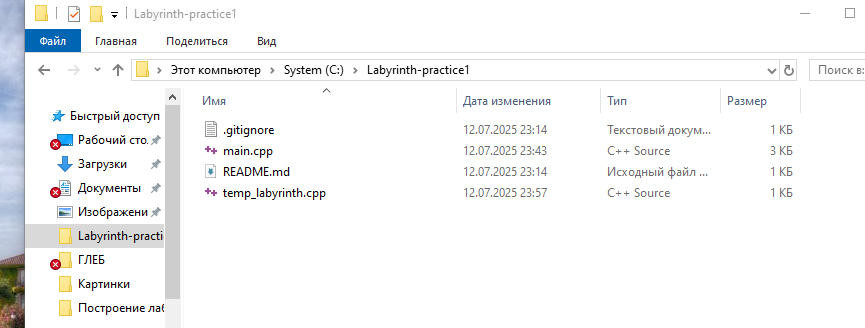 Labyrinth-practice1
Файл Главная Поделиться Вид
Этот компьютер System (C:) Labyrinth-practice1
Поиск в:
Имя Дата изменения Тип Размер
Быстрый доступ
Рабочий сто.
Загрузки
Документы
Изображени
Labyrinth-practi
ГЛЕБ
Картинки
Построение лаб
.gitignore 12.07.2025 23:14 Текстовый докум... 1 КБ
main.cpp 12.07.2025 23:43 C++ Source 3 КБ
README.md 12.07.2025 23:14 Исходный файл ... 1 КБ
temp_labyrinth.cpp 12.07.2025 23:57 C++ Source 1 КБ